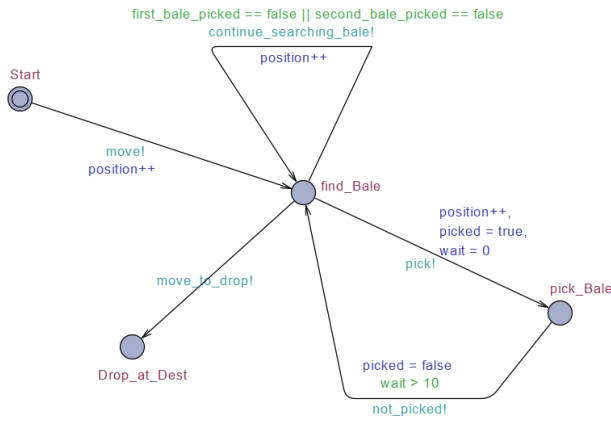 first_bale_picked == false || second_bale_picked == false
continue_searching_bale!
position++
Start
move!
position++
find_Bale
position++,
picked = true,
wait = 0
pick!
move_to_drop!
pick_Bale
Drop_at_Dest
picked = false
wait > 10
not_picked!